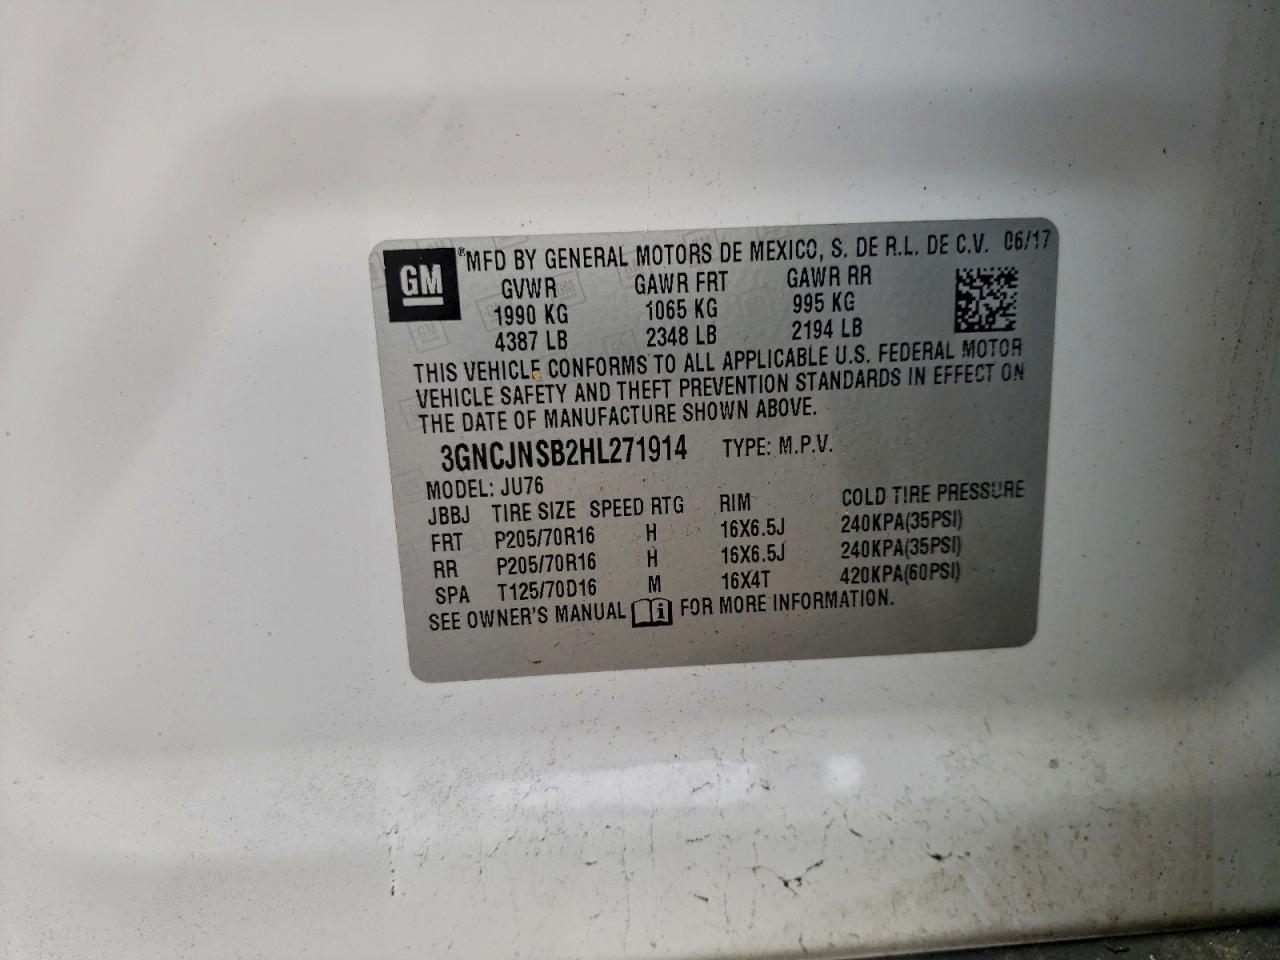 GM ®MFD BY GENERAL MOTORS DE MEXICO, S. DE R.L. DE C.V. 06/17
GVWR GAWR FRT GAWR RR
1990 KG 1065 KG 995 KG
4387 LB 2348 LB 2194 LB
THIS VEHICLE CONFORMS TO ALL APPLICABLE U.S. FEDERAL MOTOR
VEHICLE SAFETY AND THEFT PREVENTION STANDARDS IN EFFECT ON
THE DATE OF MANUFACTURE SHOWN ABOVE.
3GNCJNSB2HL271914 TYPE: M.P.V.
MODEL: JU76
JBBJ TIRE SIZE SPEED RTG RIM COLD TIRE PRESSURE
FRT P205/70R16 H 16X6.5J 240KPA(35PSI)
RR P205/70R16 H 16X6.5J 240KPA(35PSI)
SPA T125/70D16 M 16X4T 420KPA(60PSI)
SEE OWNER'S MANUAL FOR MORE INFORMATION.